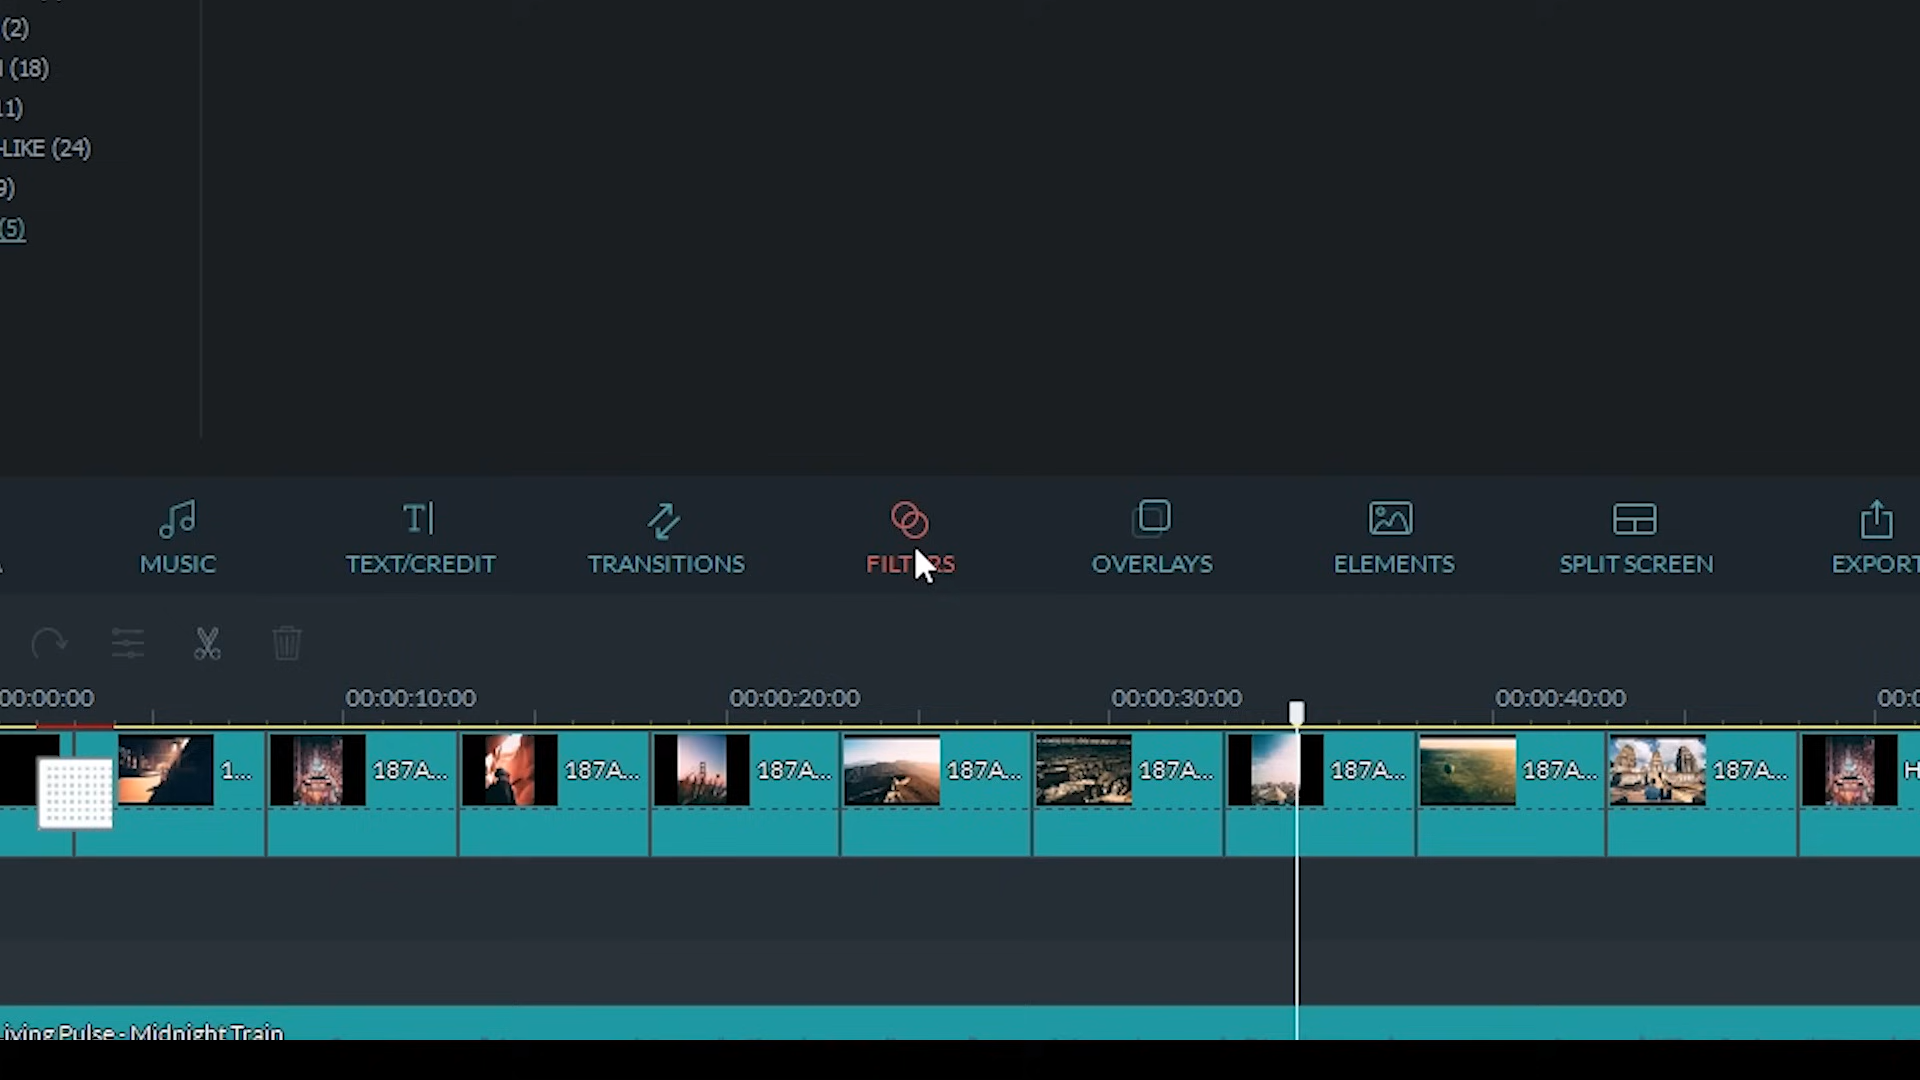 (2)
(18)
-LIKE (24)
(5)
MUSIC
TEXT/CREDIT
TRANSITIONS
FILTERS
OVERLAYS
ELEMENTS
SPLIT SCREEN
EXPORT
00:00:00
00:00:10:00
00:00:20:00
00:00:30:00
00:00:40:00
1...
187A...
187A...
187A...
187A...
187A...
187A...
187A...
187A...
H
Living Pulse - Midnight Train